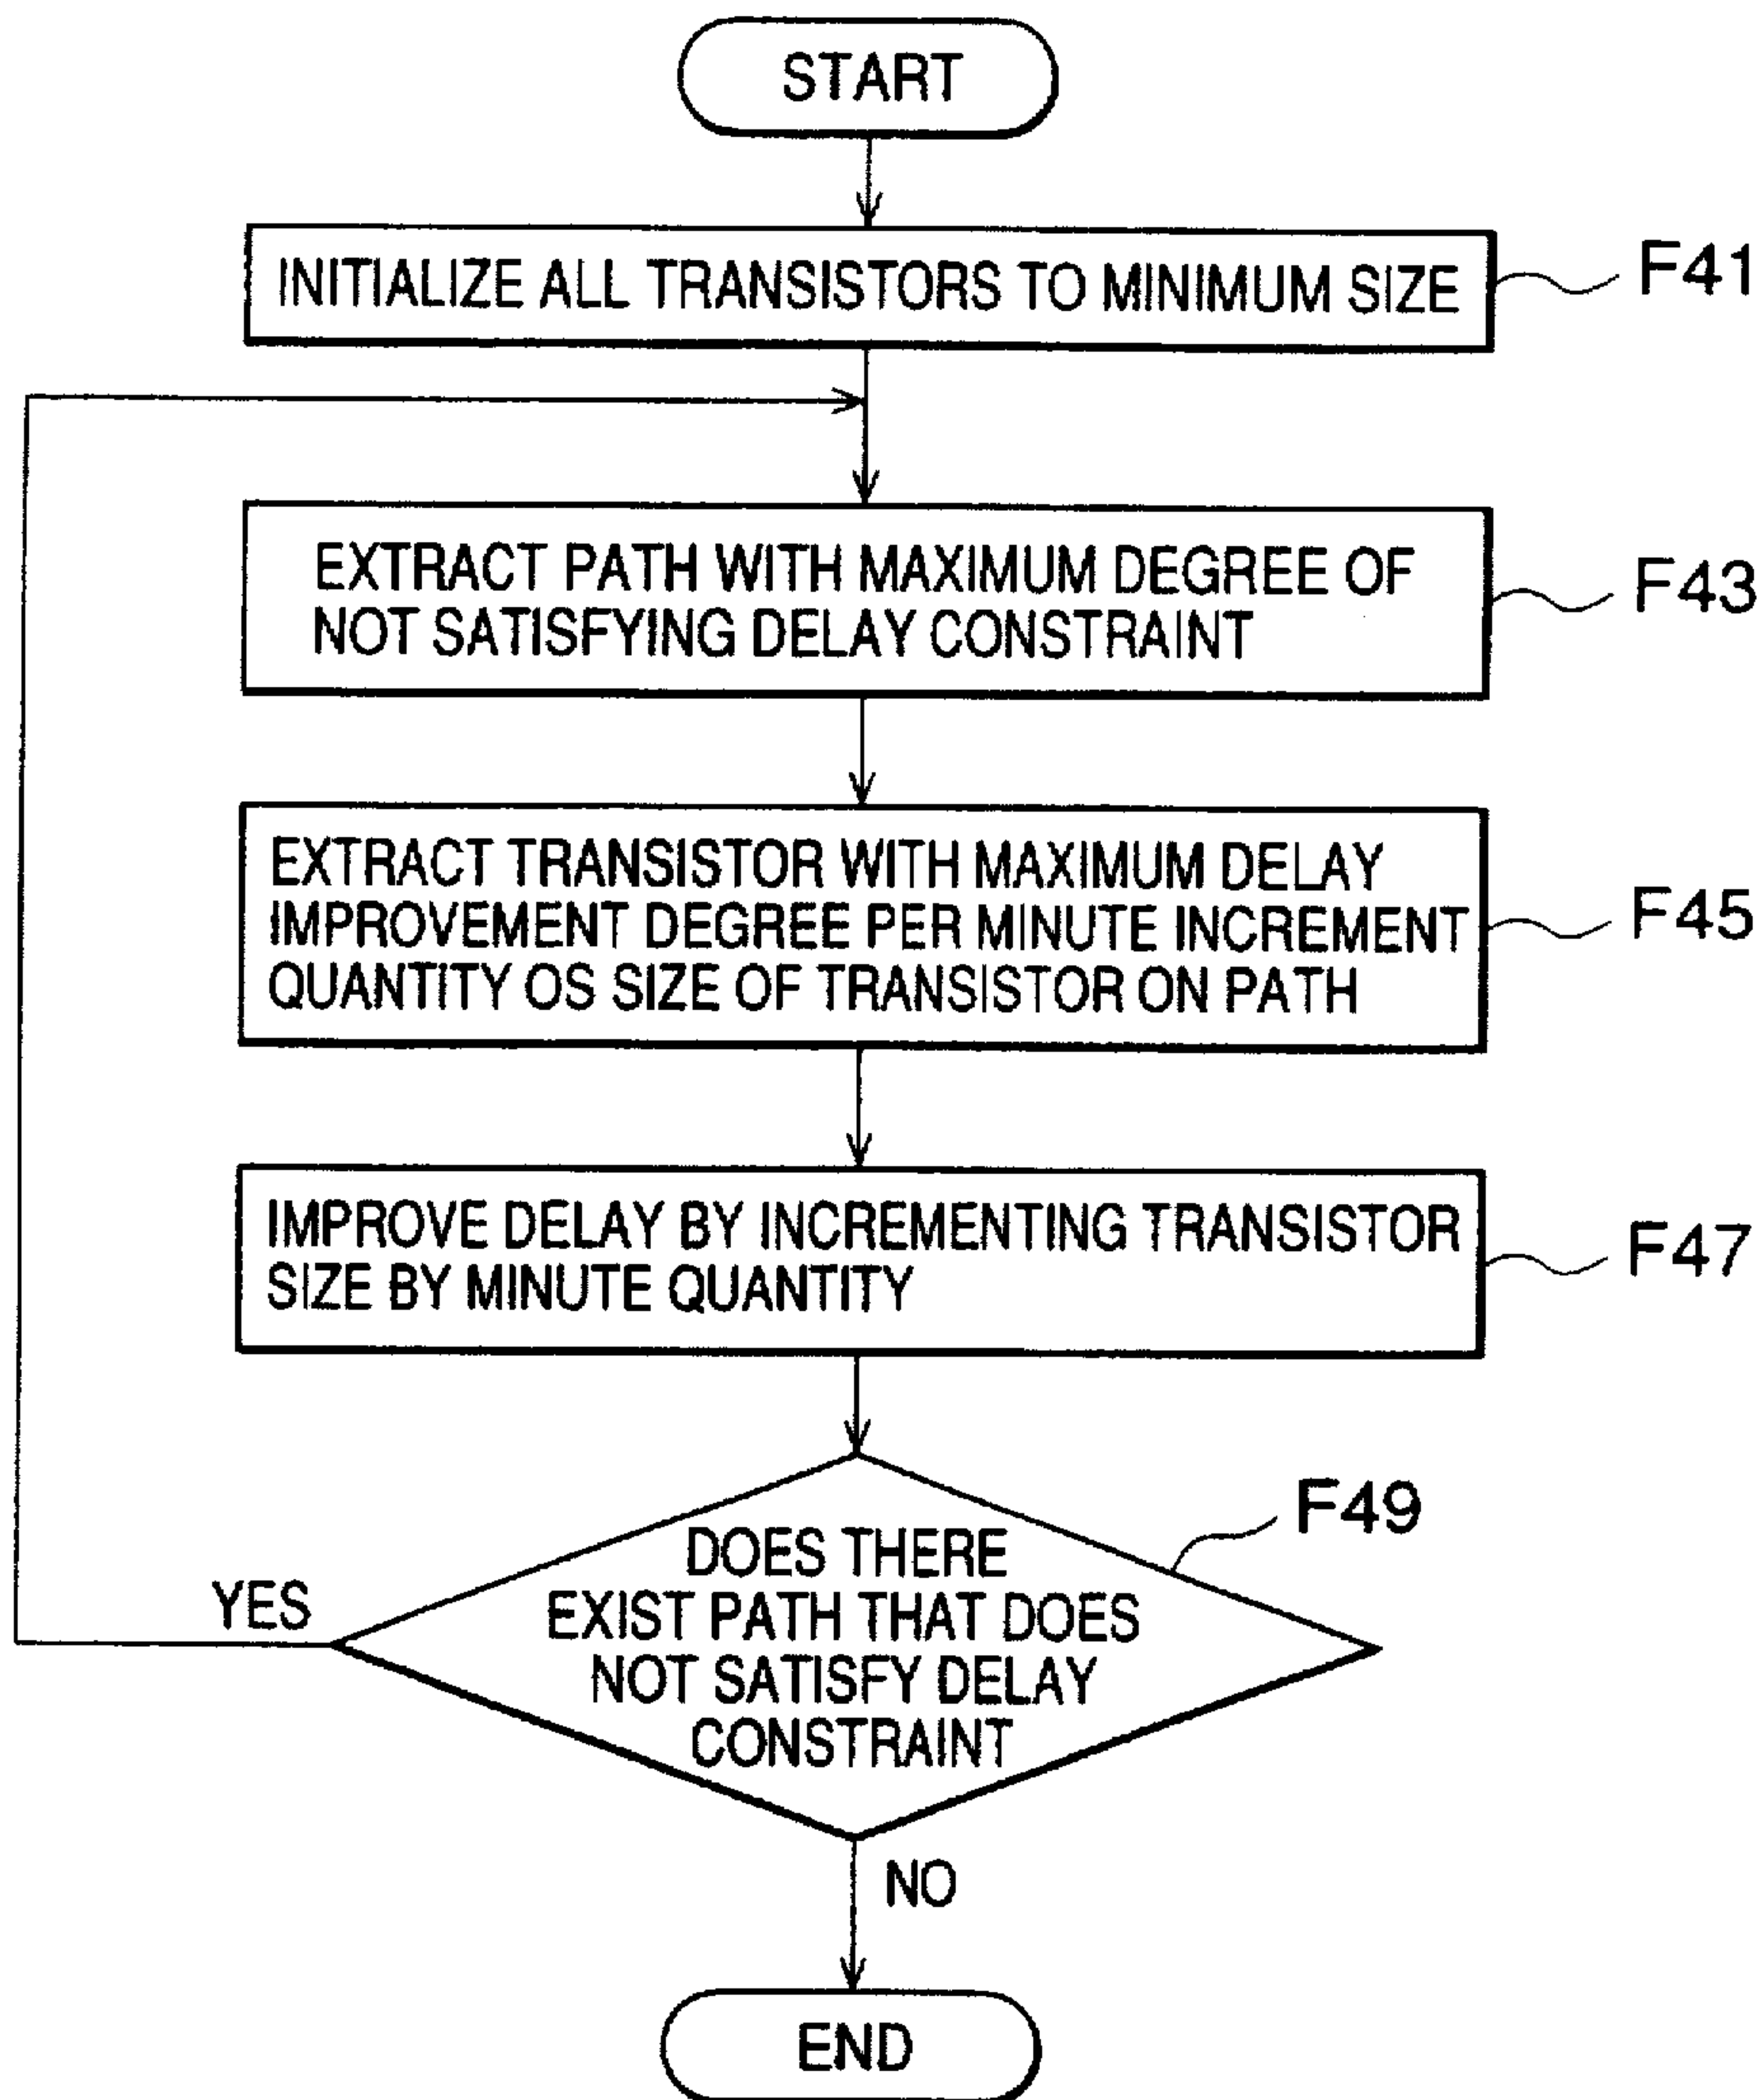 START
INITIALIZE ALL TRANSISTORS TO MINIMUM SIZE
F41
EXTRACT PATH WITH MAXIMUM DEGREE OF
NOT SATISFYING DELAY CONSTRAINT
F43
EXTRACT TRANSISTOR WITH MAXIMUM DELAY
IMPROVEMENT DEGREE PER MINUTE INCREMENT
QUANTITY OS SIZE OF TRANSISTOR ON PATH
F45
IMPROVE DELAY BY INCREMENTING TRANSISTOR
SIZE BY MINUTE QUANTITY
F47
F49
DOES THERE
EXIST PATH THAT DOES
NOT SATISFY DELAY
CONSTRAINT
YES
NO
END